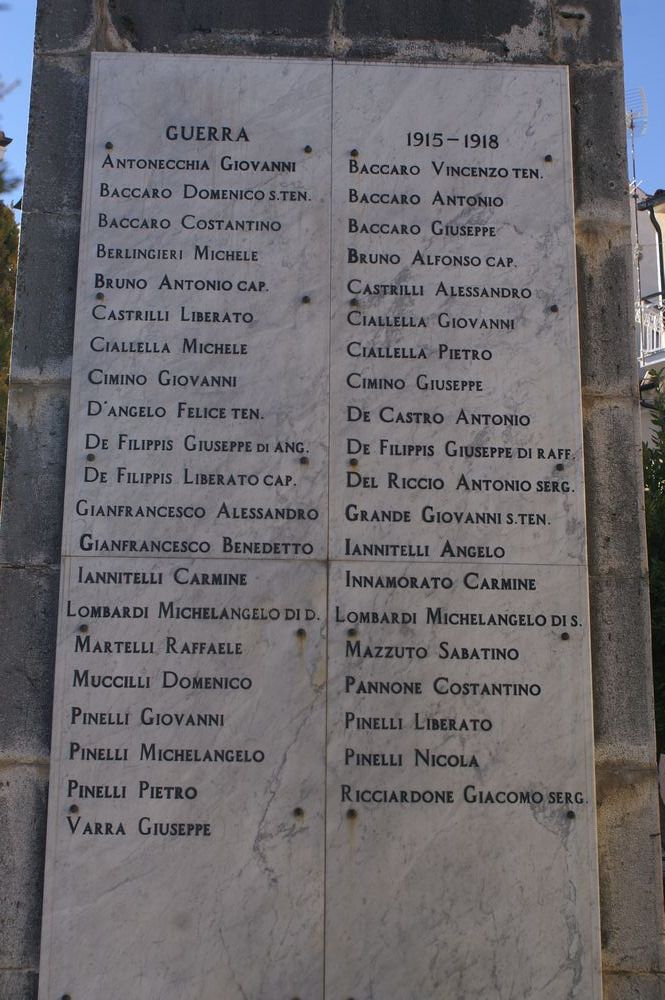 GUERRA 1915-1918
ANTONECCHIA GIOVANNI
BACCARO DOMENICO S.TEN.
BACCARO COSTANTINO
BERLINGIERI MICHELE
BRUNO ANTONIO CAP.
CASTRILLI LIBERATO
CIALLELLA MICHELE
CIMINO GIOVANNI
D'ANGELO FELICE TEN.
DE FILIPPIS GIUSEPPE DI ANG.
DE FILIPPIS LIBERATO CAP.
GIANFRANCESCO ALESSANDRO
GIANFRANCESCO BENEDETTO
IANNITELLI CARMINE
LOMBARDI MICHELANGELO DI D.
MARTELLI RAFFAELE
MUCCILLI DOMENICO
PINELLI GIOVANNI
PINELLI MICHELANGELO
PINELLI PIETRO
VARRA GIUSEPPE
BACCARO VINCENZO TEN.
BACCARO ANTONIO
BACCARO GIUSEPPE
BRUNO ALFONSO CAP.
CASTRILLI ALESSANDRO
CIALLELLA GIOVANNI
CIALLELLA PIETRO
CIMINO GIUSEPPE
DE CASTRO ANTONIO
DE FILIPPIS GIUSEPPE DI RAFF.
DEL RICCIO ANTONIO SERG.
GRANDE GIOVANNI S.TEN.
IANNITELLI ANGELO
INNAMORATO CARMINE
LOMBARDI MICHELANGELO DI S.
MAZZUTO SABATINO
PANNONE COSTANTINO
PINELLI LIBERATO
PINELLI NICOLA
RICCIARDONE GIACOMO SERG.